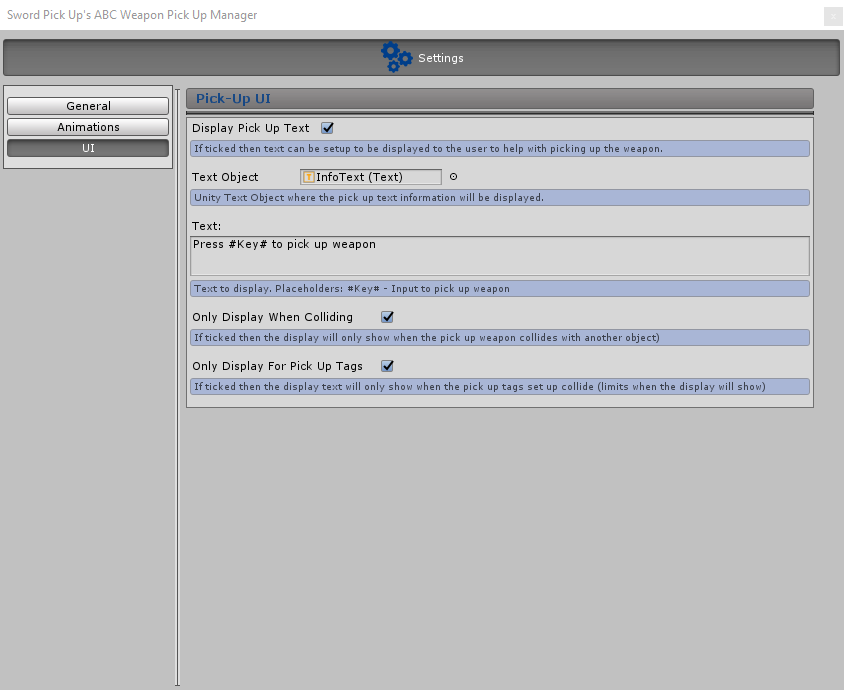 Sword Pick Up's ABC Weapon Pick Up Manager
Settings
General
Animations
UI
Pick-Up UI
Display Pick Up Text
If ticked then text can be setup to be displayed to the user to help with picking up the weapon.
Text Object
InfoText (Text)
Unity Text Object where the pick up text information will be displayed.
Text:
Press #Key# to pick up weapon
Text to display. Placeholders: #Key# - Input to pick up weapon
Only Display When Colliding
If ticked then the display will only show when the pick up weapon collides with another object)
Only Display For Pick Up Tags
If ticked then the display text will only show when the pick up tags set up collide (limits when the display will show)